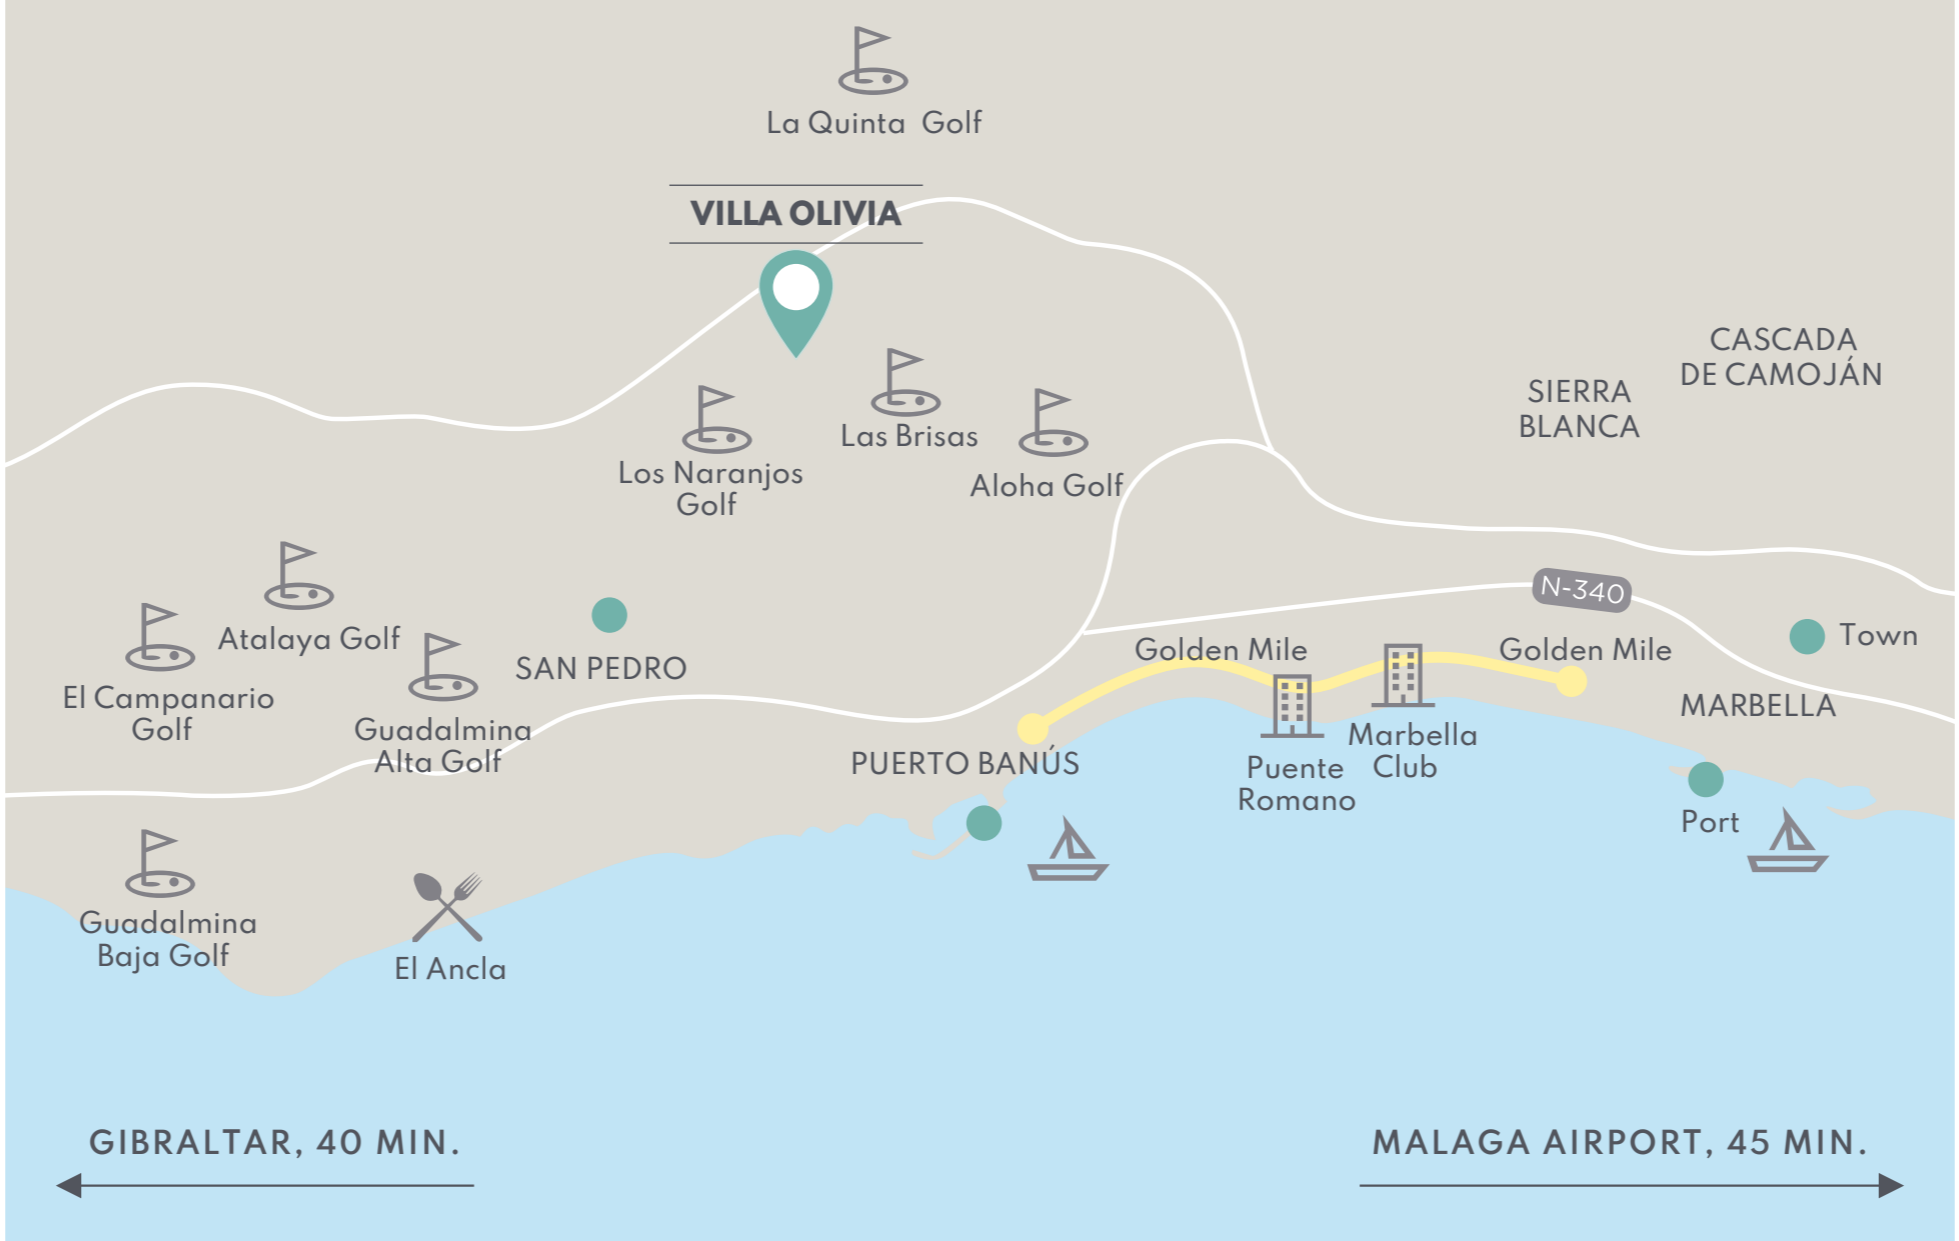 La Quinta Golf
VILLA OLIVIA
CASCADA
DE CAMOJÁN
SIERRA
BLANCA
Las Brisas
Los Naranjos
Golf
Aloha Golf
N-340
Atalaya Golf
El Campanario
Golf
Guadalmina
Alta Golf
SAN PEDRO
Golden Mile
Golden Mile
Town
MARBELLA
PUERTO BANÚS
Puente
Romano
Marbella
Club
Port
Guadalmina
Baja Golf
El Ancla
GIBRALTAR, 40 MIN.
MALAGA AIRPORT, 45 MIN.